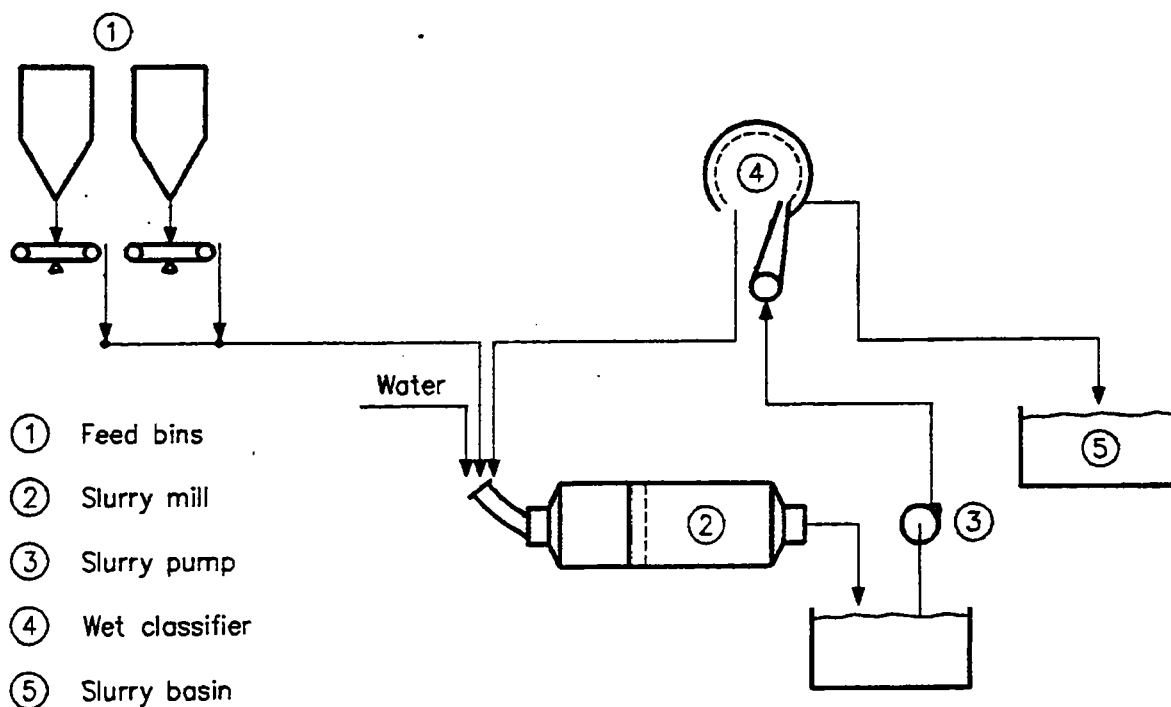 ①
④
Water
① Feed bins
② Slurry mill
③ Slurry pump
④ Wet classifier
⑤ Slurry basin
②
③
⑤